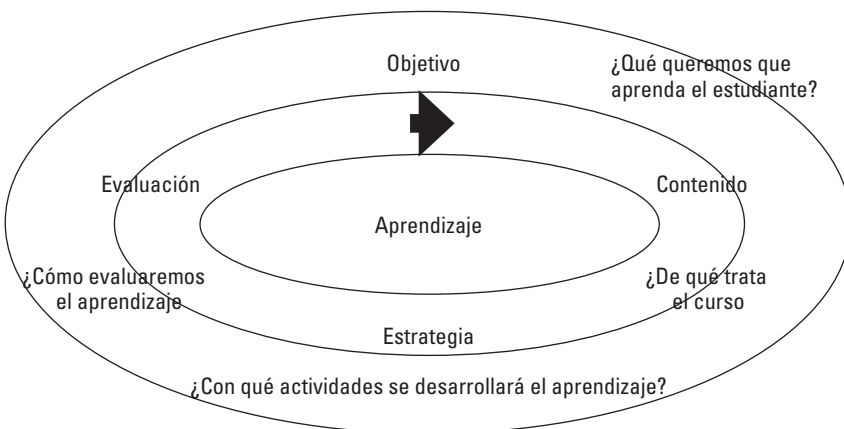 Objetivo
¿Qué queremos que
aprenda el estudiante?
Evaluación
Contenido
Aprendizaje
¿Cómo evaluaremos
el aprendizaje
¿De qué trata
el curso
Estrategia
¿Con qué actividades se desarrollará el aprendizaje?